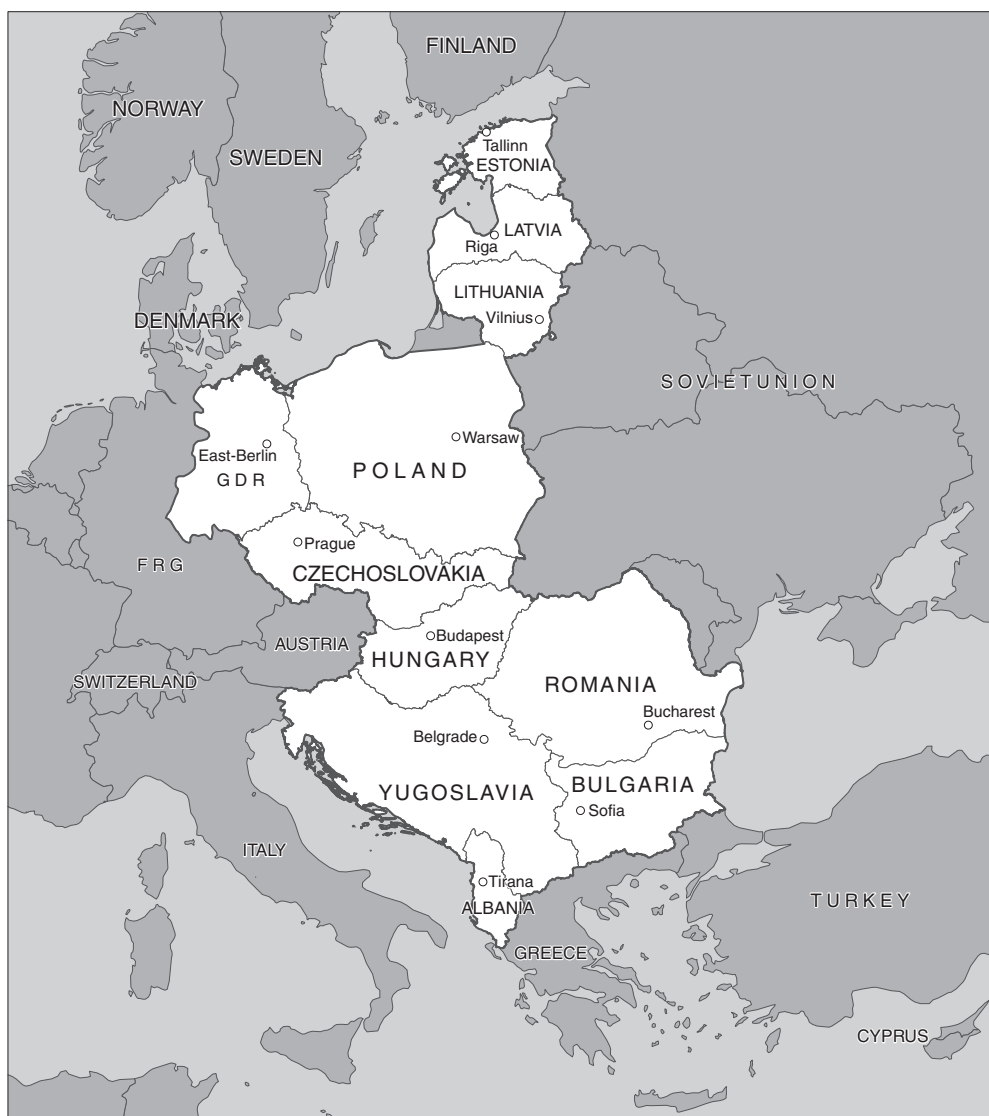 FINLAND
NORWAY
SWEDEN
Tallinn
ESTONIA
LATVIA
Riga
LITHUANIA
Vilnius
DENMARK
SOVIETUNION
Warsaw
East-Berlin
POLAND
GDR
Prague
FRG
CZECHOSLOVAKIA
Budapest
AUSTRIA
HUNGARY
SWITZERLAND
ROMANIA
Bucharest
Belgrade
BULGARIA
YUGOSLAVIA
Sofia
ITALY
Tirana
TURKEY
ALBANIA
GREECE
CYPRUS